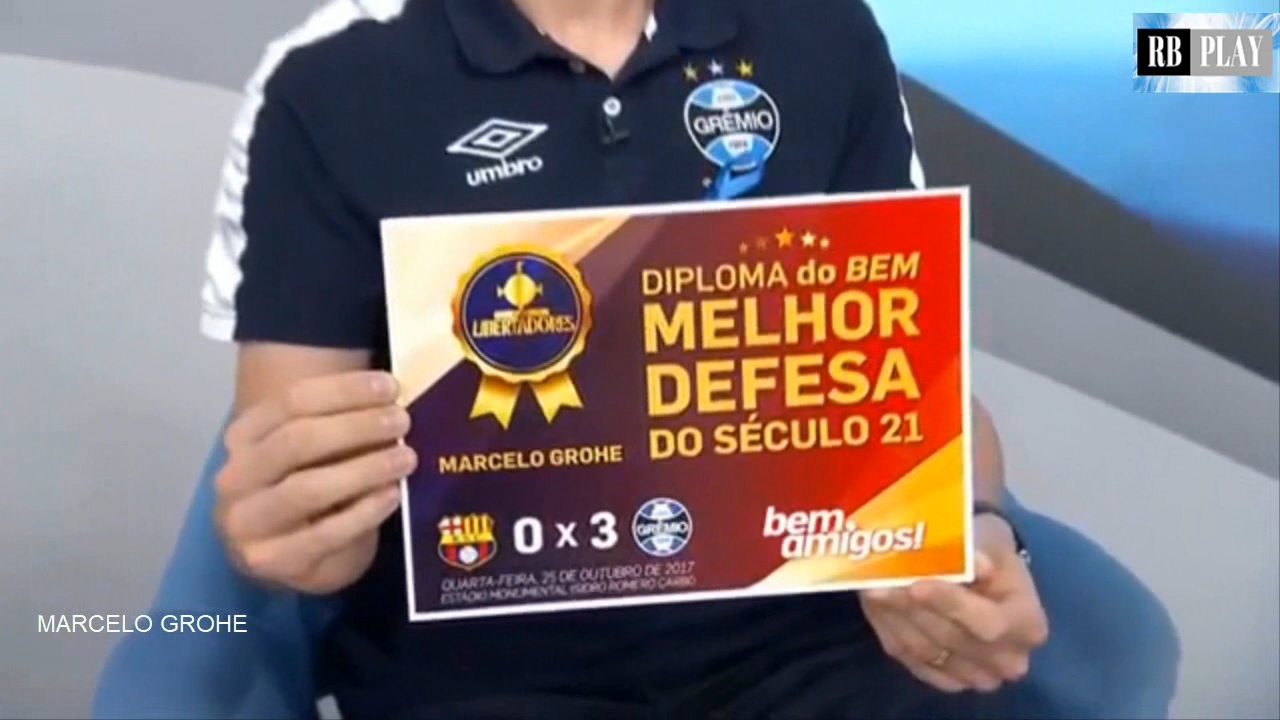 RB PLAY
umbro
GRÊMIO
LIBERTADORES
DIPLOMA do BEM
MELHOR
DEFESA
DO SÉCULO 21
MARCELO GROHE
0 x 3
GRÊMIO
bem,
amigos!
QUARTA-FEIRA, 25 DE OUTUBRO DE 2017
ESTÁDIO MONUMENTAL ISIDRO ROMERO CARBO
MARCELO GROHE